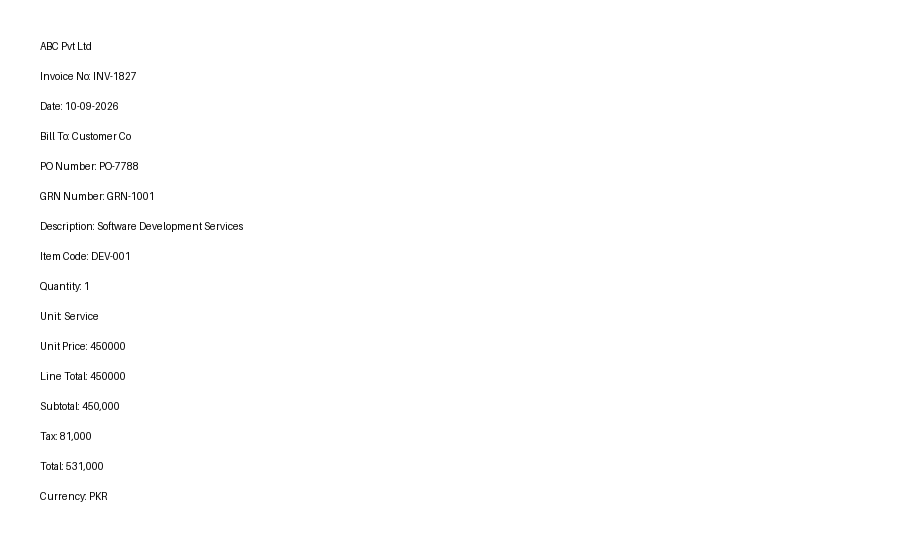 ABC Pvt Ltd
Invoice No: INV-1827
Date: 10-09-2026
Bill To: Customer Co
PO Number: PO-7788
GRN Number: GRN-1001
Description: Software Development Services
Item Code: DEV-001
Quantity: 1
Unit: Service
Unit Price: 450000
Line Total: 450000
Subtotal: 450,000
Tax: 81,000
Total: 531,000
Currency: PKR